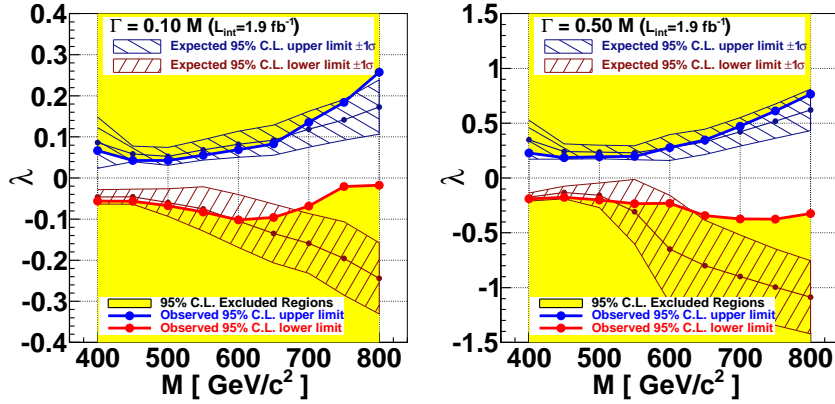 Γ = 0.10 M (L_int=1.9 fb⁻¹)
Expected 95% C.L. upper limit ±1σ
Expected 95% C.L. lower limit ±1σ
0.4
0.3
0.2
0.1
0
-0.1
-0.2
-0.3
-0.4
λ
95% C.L. Excluded Regions
Observed 95% C.L. upper limit
Observed 95% C.L. lower limit
400 500 600 700 800
M [ GeV/c² ]
Γ = 0.50 M (L_int=1.9 fb⁻¹)
Expected 95% C.L. upper limit ±1σ
Expected 95% C.L. lower limit ±1σ
1.5
1
0.5
0
-0.5
-1
-1.5
λ
95% C.L. Excluded Regions
Observed 95% C.L. upper limit
Observed 95% C.L. lower limit
400 500 600 700 800
M [ GeV/c² ]